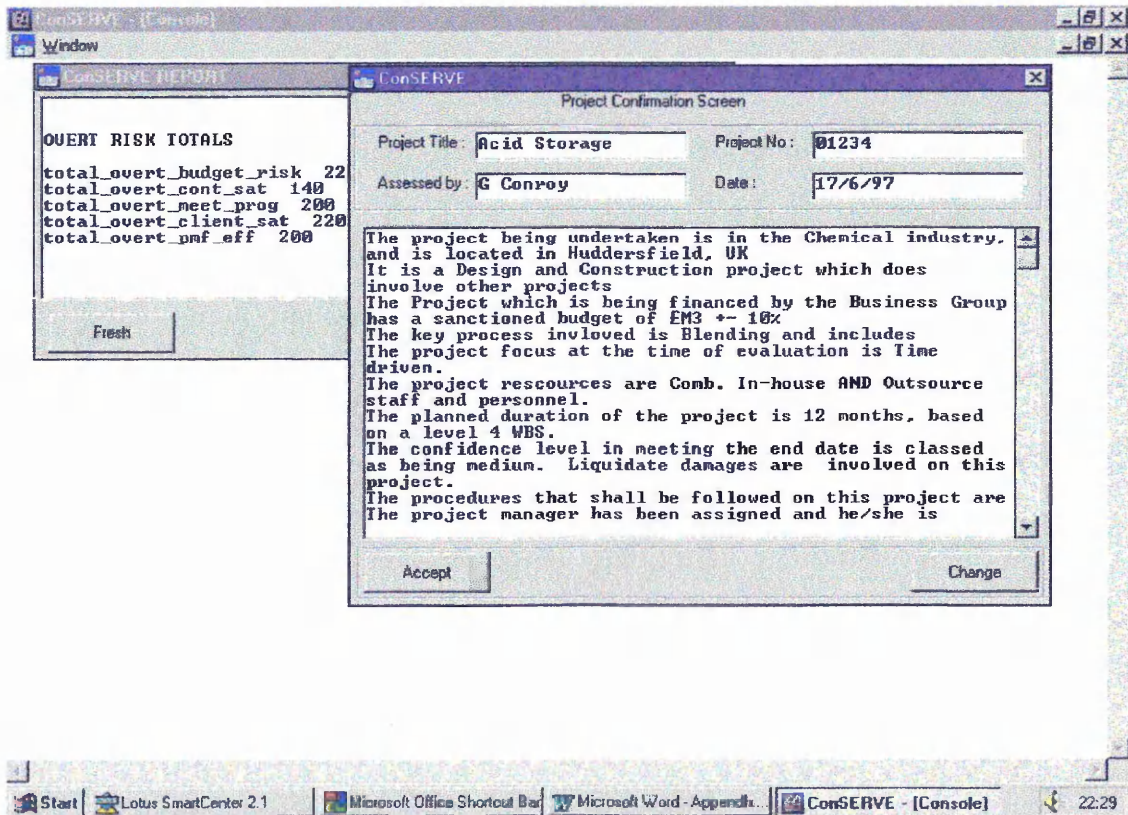 ConSERVE - [Console]
Window
ConSERVE REPORT
OVERT RISK TOTALS
total_overt_budget_risk 22
total_overt_cont_sat 140
total_overt_meet_prog 200
total_overt_client_sat 220
total_overt_pmf_eff 200
Fresh
ConSERVE
Project Confirmation Screen
Project Title : Acid Storage
Project No : 01234
Assessed by : G Conroy
Date : 17/6/97
The project being undertaken is in the Chemical industry,
and is located in Huddersfield, UK
It is a Design and Construction project which does
involve other projects
The Project which is being financed by the Business Group
has a sanctioned budget of £M3 +- 10%
The key process invloved is Blending and includes
The project focus at the time of evaluation is Time
driven.
The project rescources are Comb. In-house AND Outsource
staff and personnel.
The planned duration of the project is 12 months, based
on a level 4 WBS.
The confidence level in meeting the end date is classed
as being medium. Liquidate damages are involved on this
project.
The procedures that shall be followed on this project are
The project manager has been assigned and he/she is
Accept
Change
Start
Lotus SmartCenter 2.1
Microsoft Office Shortcut Bar
Microsoft Word - Appendi...
ConSERVE - [Console]
22:29